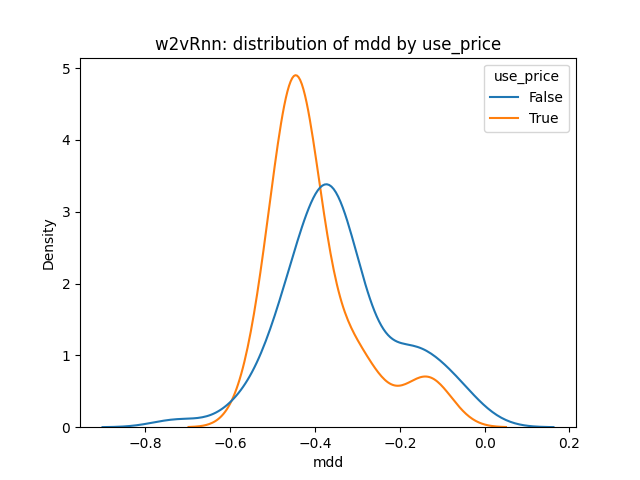 w2vRnn: distribution of mdd by use_price
use_price
False
True
Density
5
4
3
2
1
0
−0.8
−0.6
−0.4
−0.2
0.0
0.2
mdd